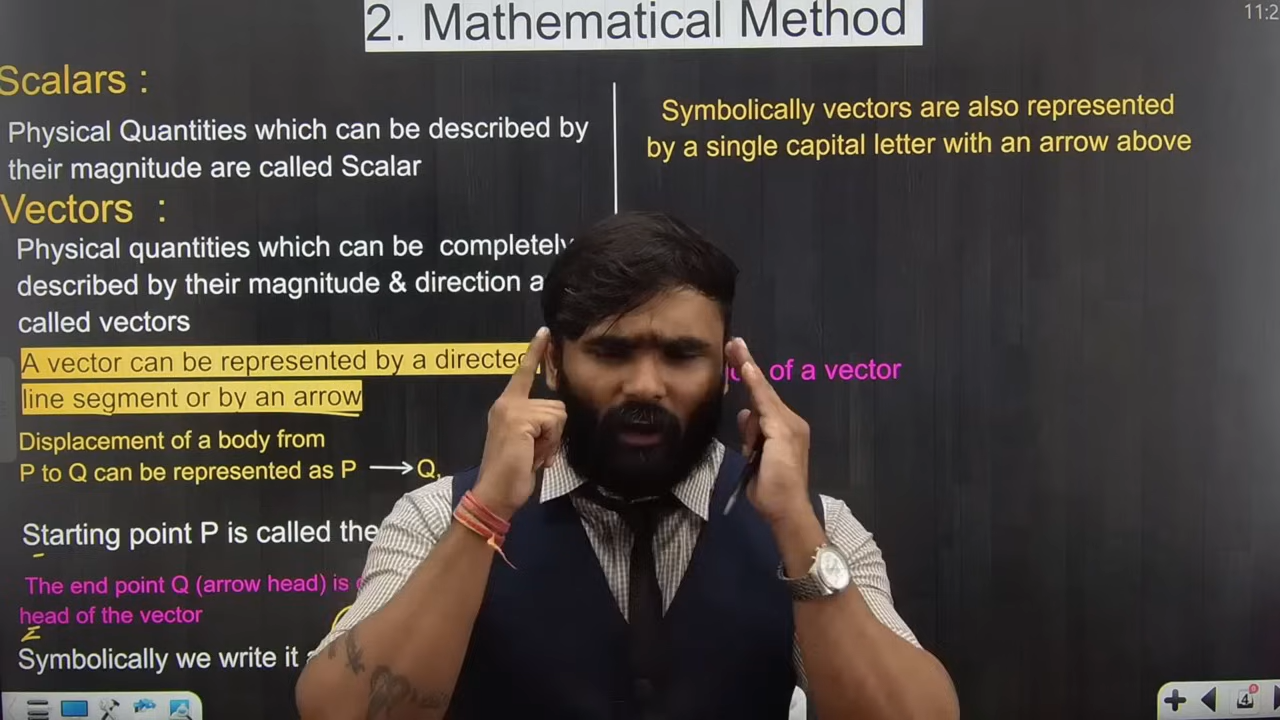 2. Mathematical Method
11:2
Scalars :
Physical Quantities which can be described by
their magnitude are called Scalar
Vectors :
Physical quantities which can be completely
described by their magnitude & direction a
called vectors
A vector can be represented by a directed
line segment or by an arrow
Displacement of a body from
P to Q can be represented as P → Q.
Starting point P is called the
The end point Q (arrow head) is
head of the vector
Symbolically we write it
Symbolically vectors are also represented
by a single capital letter with an arrow above
of a vector
4